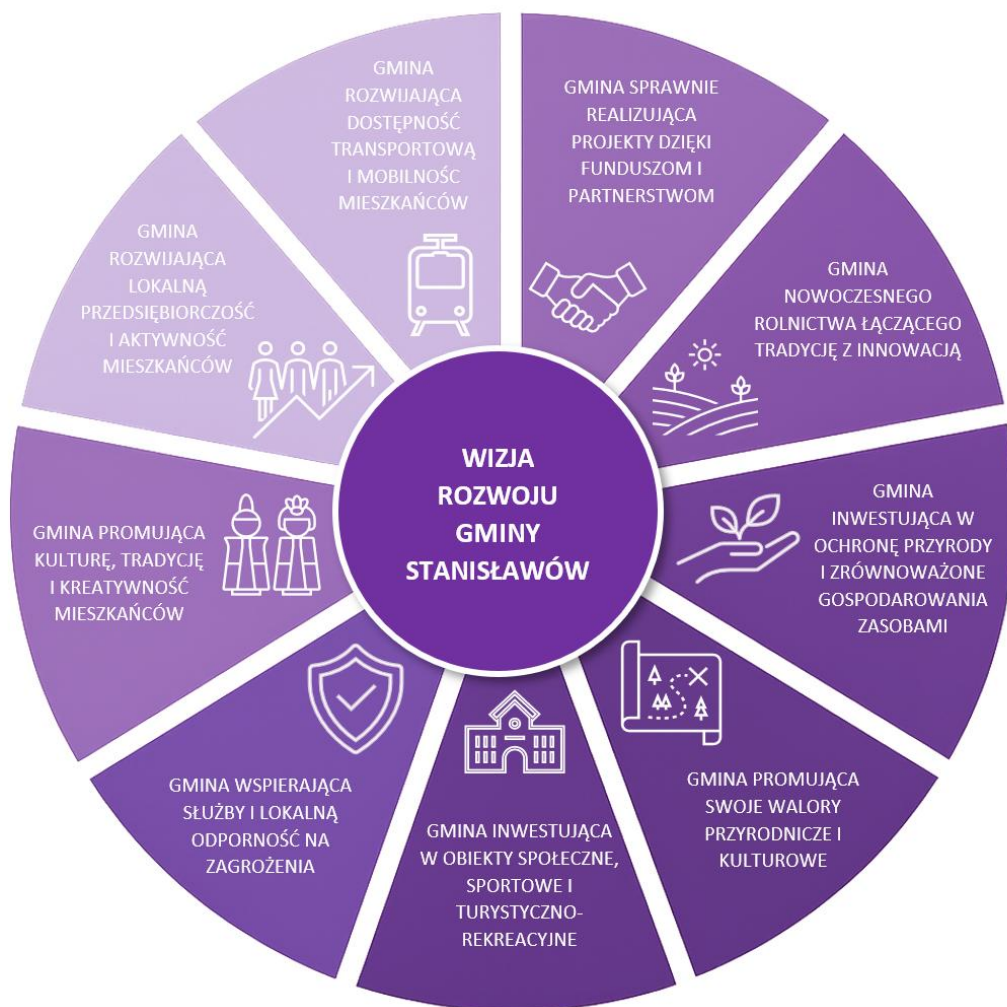 GMINA
ROZWIJAJĄCA
DOSTĘPNOŚĆ
TRANSPORTOWĄ
I MOBILNOŚC
MIESZKAŃCÓW
GMINA SPRAWNIE
REALIZUJĄCA
PROJEKTY DZIĘKI
FUNDUSZOM I
PARTNERSTWOM
GMINA
NOWOCZESNEGO
ROLNICTWA ŁĄCZĄCEGO
TRADYCJĘ Z INNOWACJĄ
GMINA
INWESTUJĄCA W
OCHRONĘ PRZYRODY
I ZRÓWNOWAŻONE
GOSPODAROWANIA
ZASOBAMI
GMINA PROMUJĄCA
SWOJE WALORY
PRZYRODNICZE I
KULTUROWE
GMINA INWESTUJĄCA
W OBIEKTY SPOŁECZNE,
SPORTOWE I
TURYSTYCZNO-
REKREACYJNE
GMINA WSPIERAJĄCA
SŁUŻBY I LOKALNĄ
ODPORNOŚĆ NA
ZAGROŻENIA
GMINA PROMUJĄCA
KULTURĘ, TRADYCJĘ
I KREATYWNOŚĆ
MIESZKAŃCÓW
GMINA
ROZWIJAJĄCA
LOKALNĄ
PRZEDSIĘBIORCZOŚĆ
I AKTYWNOŚĆ
MIESZKAŃCÓW
WIZJA
ROZWOJU
GMINY
STANISŁAWÓW